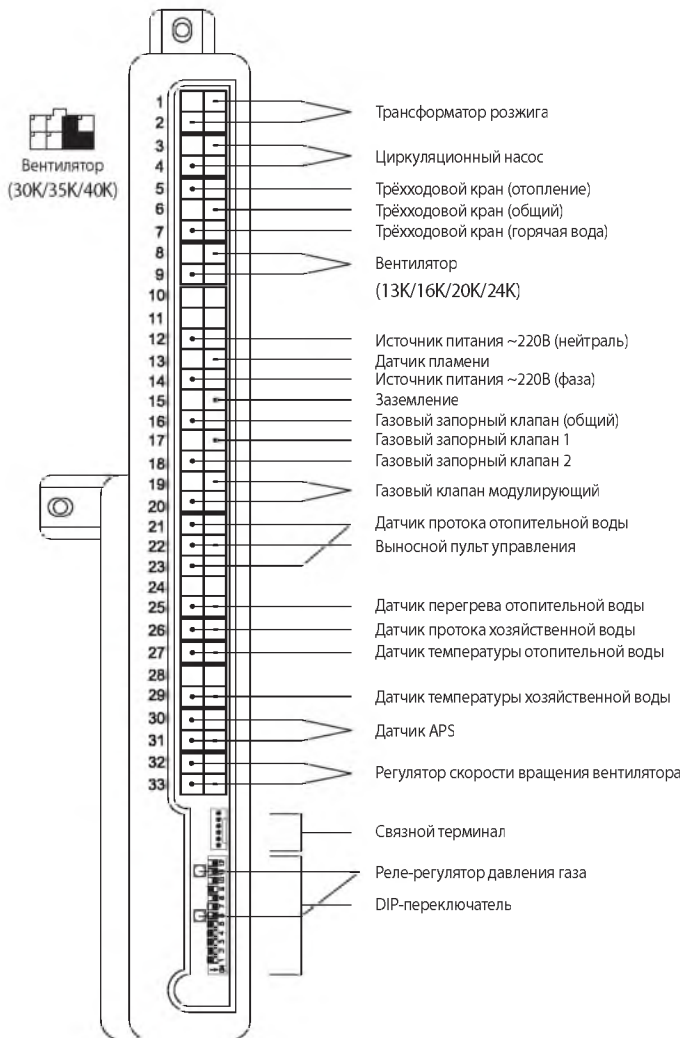 1
Трансформатор розжига
2
Вентилятор
(30K/35K/40K)
3
Циркуляционный насос
4
5
Трёхходовой кран (отопление)
6
Трёхходовой кран (общий)
7
Трёхходовой кран (горячая вода)
8
Вентилятор
9
(13K/16K/20K/24K)
10
11
12
Источник питания ~220В (нейтраль)
13
Датчик пламени
14
Источник питания ~220В (фаза)
15
Заземление
16
Газовый запорный клапан (общий)
17
Газовый запорный клапан 1
18
Газовый запорный клапан 2
19
Газовый клапан модулирующий
20
21
Датчик протока отопительной воды
22
Выносной пульт управления
23
24
25
Датчик перегрева отопительной воды
26
Датчик протока хозяйственной воды
27
Датчик температуры отопительной воды
28
29
Датчик температуры хозяйственной воды
30
Датчик APS
31
32
Регулятор скорости вращения вентилятора
33
Связной терминал
Реле-регулятор давления газа
DIP-переключатель